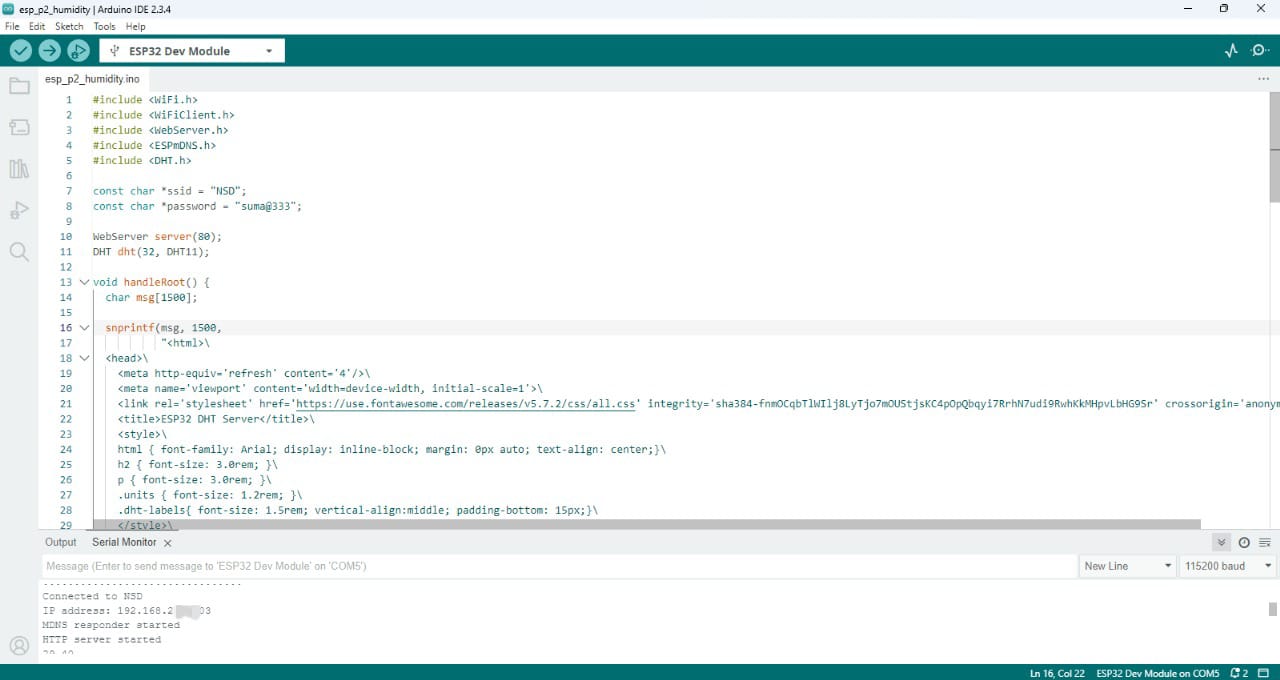 esp_p2_humidity | Arduino IDE 2.3.4
File Edit Sketch Tools Help
ESP32 Dev Module
esp_p2_humidity.ino
1 #include <WiFi.h>
2 #include <WiFiClient.h>
3 #include <WebServer.h>
4 #include <ESPmDNS.h>
5 #include <DHT.h>
6
7 const char *ssid = "NSD";
8 const char *password = "suma@333";
9
10 WebServer server(80);
11 DHT dht(32, DHT11);
12
13 void handleRoot() {
14 char msg[1500];
15
16 snprintf(msg, 1500,
17 "<html>\
18 <head>\
19 <meta http-equiv='refresh' content='4'/>\
20 <meta name='viewport' content='width=device-width, initial-scale=1'>\
21 <link rel='stylesheet' href='https://use.fontawesome.com/releases/v5.7.2/css/all.css' integrity='sha384-fnmOCqbTlWIlj8LyTjo7mOUStjsKC4pOpQbqyi7RrhN7udi9RwhKkMHpvLbHG9Sr' crossorigin='anonym
22 <title>ESP32 DHT Server</title>\
23 <style>\
24 html { font-family: Arial; display: inline-block; margin: 0px auto; text-align: center;}\
25 h2 { font-size: 3.0rem; }\
26 p { font-size: 3.0rem; }\
27 .units { font-size: 1.2rem; }\
28 .dht-labels{ font-size: 1.5rem; vertical-align:middle; padding-bottom: 15px;}\
29 </style>\
Output Serial Monitor
Message (Enter to send message to 'ESP32 Dev Module' on 'COM5')
New Line 115200 baud
Connected to NSD
IP address: 192.168.2 03
MDNS responder started
HTTP server started
Ln 16, Col 22 ESP32 Dev Module on COM5 2